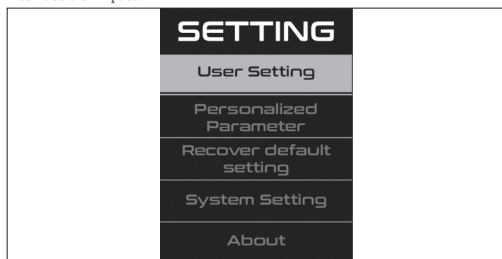 SETTING
User Setting
Personalized
Parameter
Recover default
setting
System Setting
About